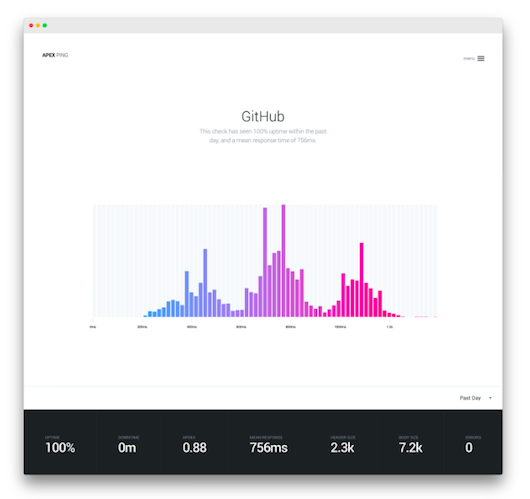 APEX PING
menu
GitHub
This check has seen 100% uptime within the past
day, and a mean response time of 756ms.
0ms 200ms 400ms 600ms 800ms 1000ms 1.2s
Past Day
UPTIME DOWNTIME APDEX MEAN RESPONSE HEADER SIZE BODY SIZE ERRORS
100% 0m 0.88 756ms 2.3k 7.2k 0